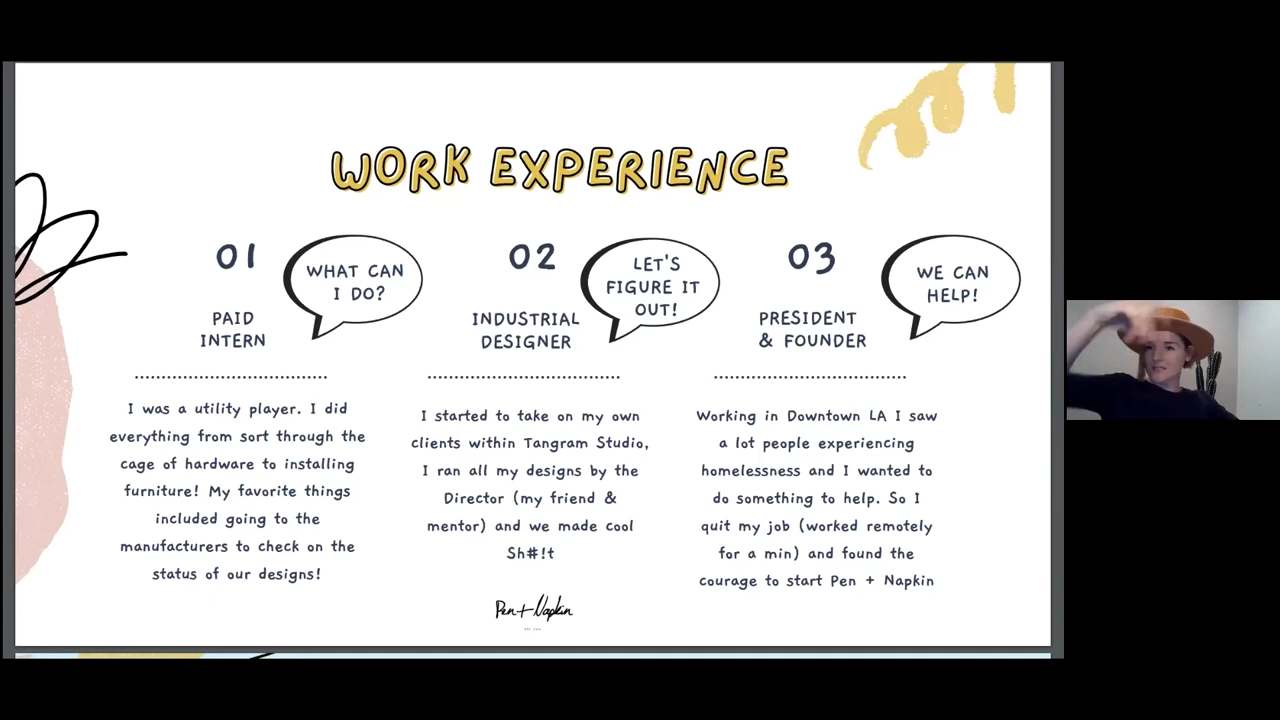 WORK EXPERIENCE
01
WHAT CAN
I DO?
PAID
INTERN
I was a utility player. I did
everything from sort through the
cage of hardware to installing
furniture! My favorite things
included going to the
manufacturers to check on the
status of our designs!
02
LET'S
FIGURE IT
OUT!
INDUSTRIAL
DESIGNER
I started to take on my own
clients within Tangram Studio,
I ran all my designs by the
Director (my friend &
mentor) and we made cool
Sh#!t
03
WE CAN
HELP!
PRESIDENT
& FOUNDER
Working in Downtown LA I saw
a lot people experiencing
homelessness and I wanted to
do something to help. So I
quit my job (worked remotely
for a min) and found the
courage to start Pen + Napkin
Pen+Napkin